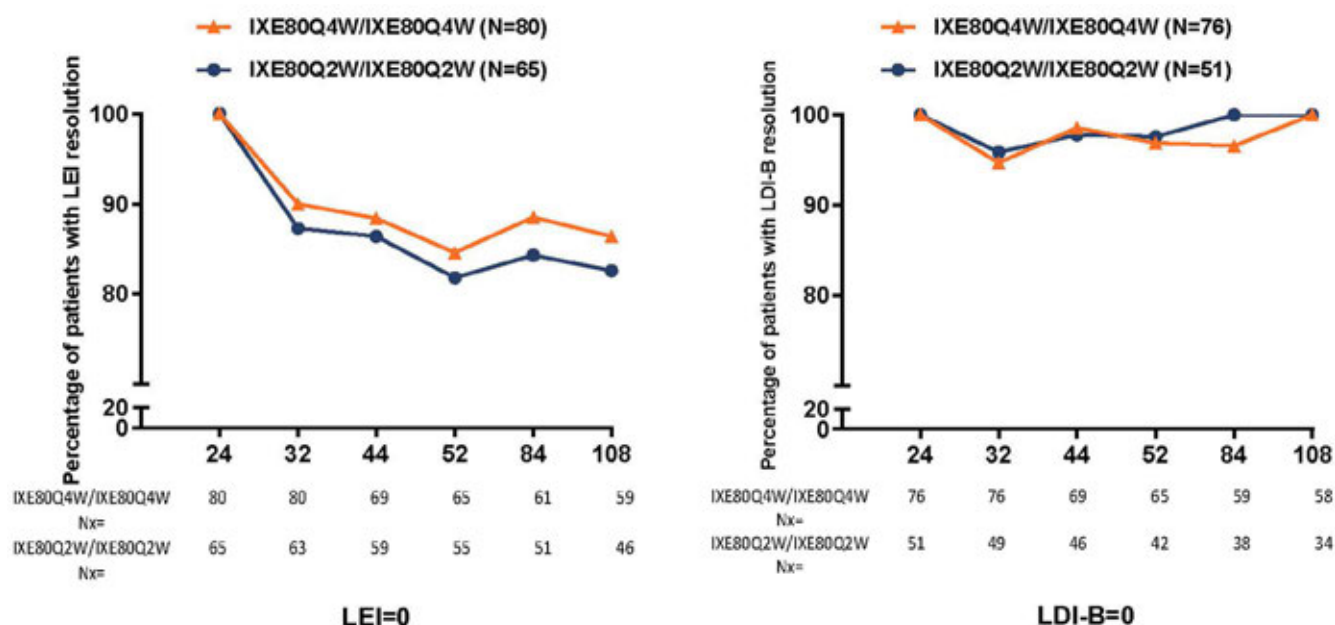 IXE80Q4W/IXE80Q4W (N=80)
IXE80Q2W/IXE80Q2W (N=65)
Percentage of patients with LEI resolution
100
90
80
20
0
24 32 44 52 84 108
IXE80Q4W/IXE80Q4W 80 80 69 65 61 59
Nx=
IXE80Q2W/IXE80Q2W 65 63 59 55 51 46
Nx=
LEI=0
IXE80Q4W/IXE80Q4W (N=76)
IXE80Q2W/IXE80Q2W (N=51)
Percentage of patients with LDI-B resolution
100
90
80
20
0
24 32 44 52 84 108
IXE80Q4W/IXE80Q4W 76 76 69 65 59 58
Nx=
IXE80Q2W/IXE80Q2W 51 49 46 42 38 34
Nx=
LDI-B=0